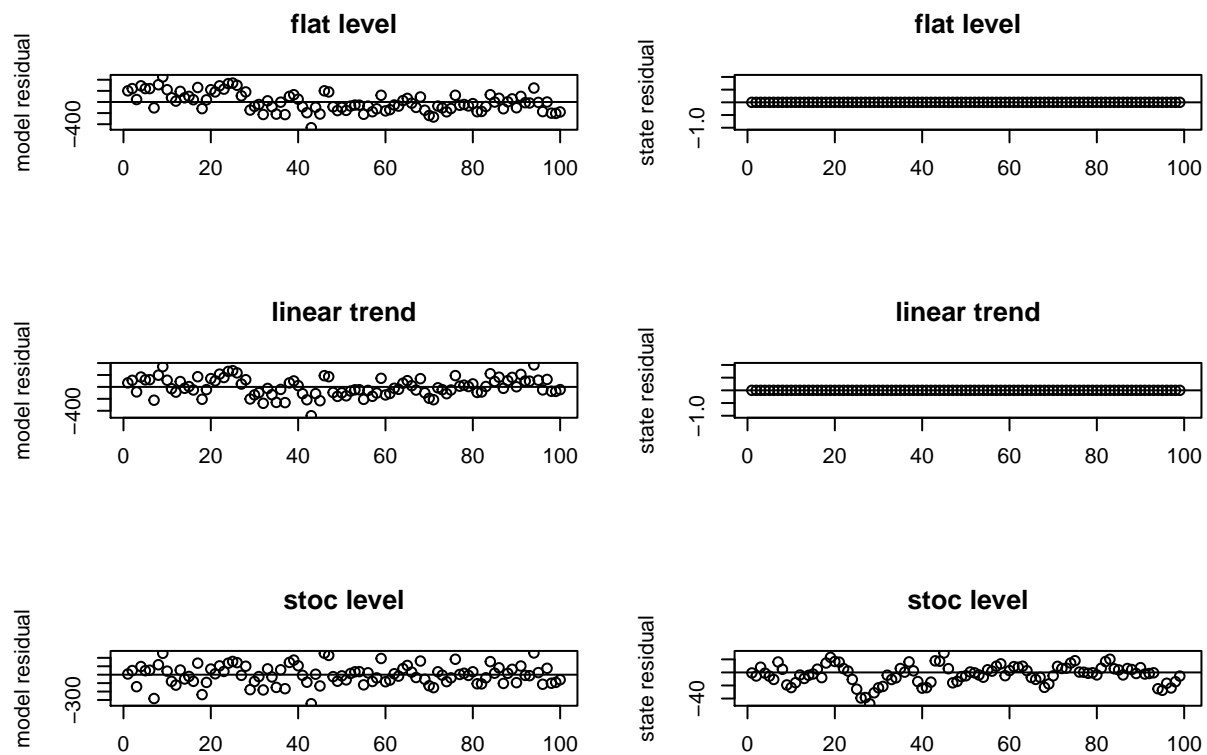 flat level
model residual
−400
0 20 40 60 80 100
flat level
state residual
−1.0
0 20 40 60 80 100
linear trend
model residual
−400
0 20 40 60 80 100
linear trend
state residual
−1.0
0 20 40 60 80 100
stoc level
model residual
−300
0 20 40 60 80 100
stoc level
state residual
−40
0 20 40 60 80 100